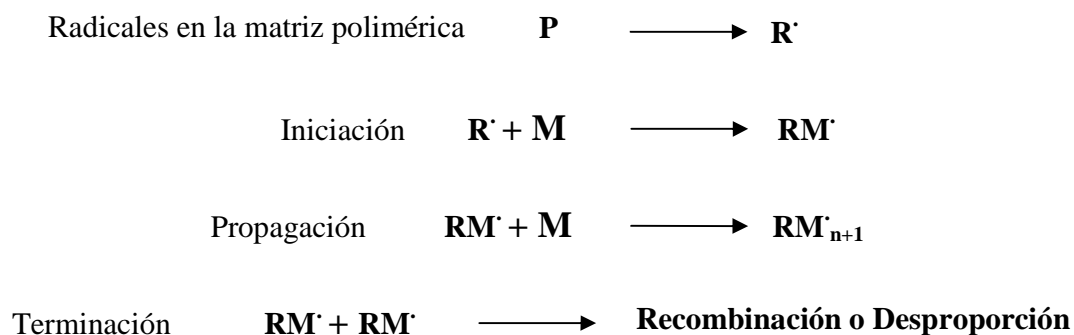 Radicales en la matriz polimérica P ⟶ R˙
Iniciación R˙ + M ⟶ RM˙
Propagación RM˙ + M ⟶ RM˙n+1
Terminación RM˙ + RM˙ ⟶ Recombinación o Desproporción